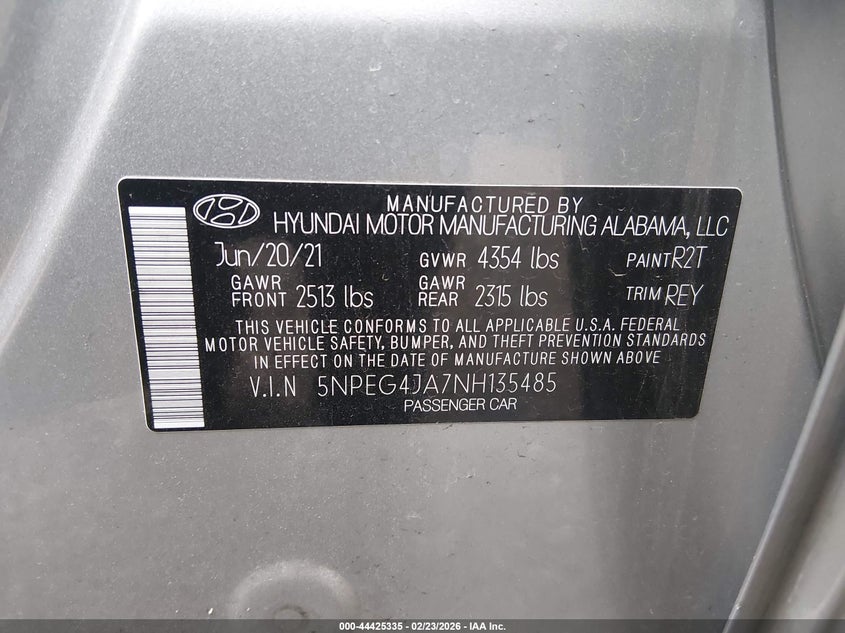 MANUFACTURED BY
HYUNDAI MOTOR MANUFACTURING ALABAMA, LLC
Jun/20/21 GVWR 4354 lbs PAINT R2T
GAWR FRONT 2513 lbs GAWR REAR 2315 lbs TRIM REY
THIS VEHICLE CONFORMS TO ALL APPLICABLE U.S.A. FEDERAL
MOTOR VEHICLE SAFETY, BUMPER, AND THEFT PREVENTION STANDARDS
IN EFFECT ON THE DATE OF MANUFACTURE SHOWN ABOVE.
V.I.N 5NPEG4JA7NH135485
PASSENGER CAR
000-44425335 - 02/23/2026 - IAA Inc.